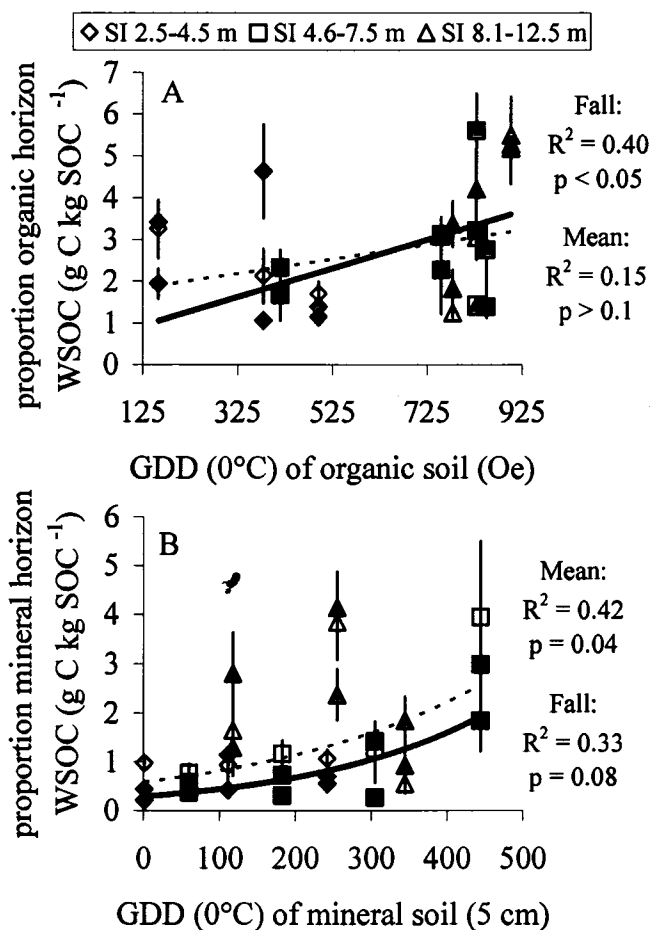 SI 2.5-4.5 m SI 4.6-7.5 m SI 8.1-12.5 m
A
7
6
5
4
3
2
1
0
proportion organic horizon
WSOC (g C kg SOC ⁻¹)
Fall:
R² = 0.40
p < 0.05
Mean:
R² = 0.15
p > 0.1
125 325 525 725 925
GDD (0°C) of organic soil (Oe)
B
6
5
4
3
2
1
0
proportion mineral horizon
WSOC (g C kg SOC ⁻¹)
Mean:
R² = 0.42
p = 0.04
Fall:
R² = 0.33
p = 0.08
0 100 200 300 400 500
GDD (0°C) of mineral soil (5 cm)